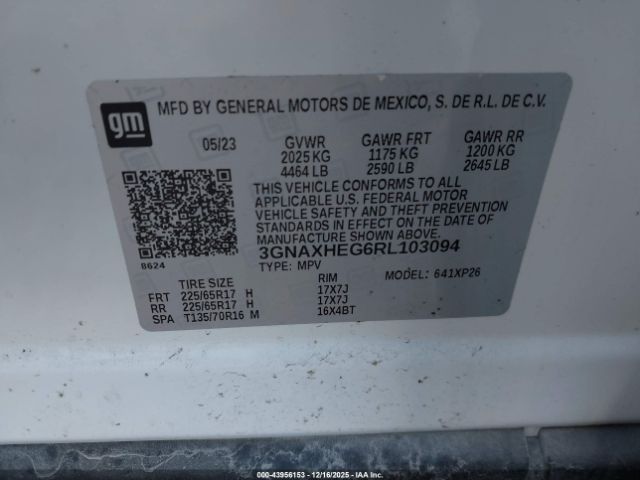 gm
MFD BY GENERAL MOTORS DE MEXICO, S. DE R.L. DE C.V.
05/23 GVWR GAWR FRT GAWR RR
2025 KG 1175 KG 1200 KG
4464 LB 2590 LB 2645 LB
THIS VEHICLE CONFORMS TO ALL
APPLICABLE U.S. FEDERAL MOTOR
VEHICLE SAFETY AND THEFT PREVENTION
STANDARDS IN EFFECT ON THE DATE OF
MANUFACTURE SHOWN ABOVE.
3GNAXHEG6RL103094
8624 TYPE: MPV MODEL: 641XP26
TIRE SIZE RIM
FRT 225/65R17 H 17X7J
RR 225/65R17 H 17X7J
SPA T135/70R16 M 16X4BT
000-43956153 - 12/16/2025 - IAA Corp.